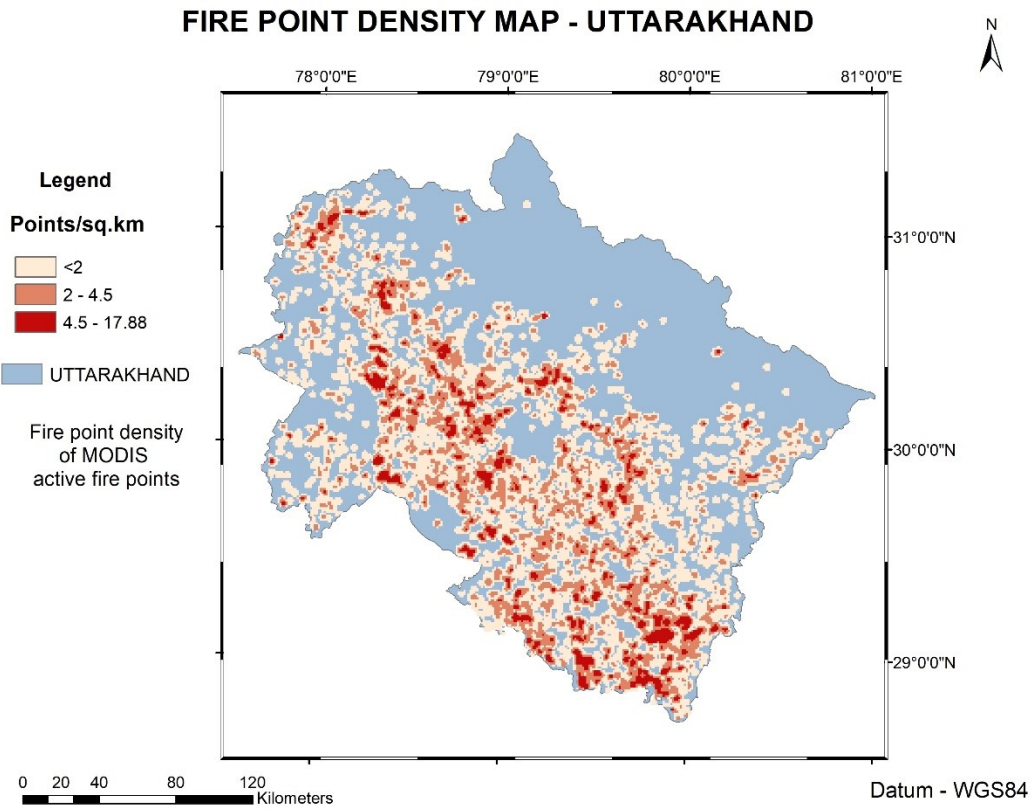 FIRE POINT DENSITY MAP - UTTARAKHAND
N
78°0'0"E 79°0'0"E 80°0'0"E 81°0'0"E
Legend
Points/sq.km
<2
2 - 4.5
4.5 - 17.88
UTTARAKHAND
Fire point density
of MODIS
active fire points
31°0'0"N
30°0'0"N
29°0'0"N
0 20 40 80 120
Kilometers
Datum - WGS84